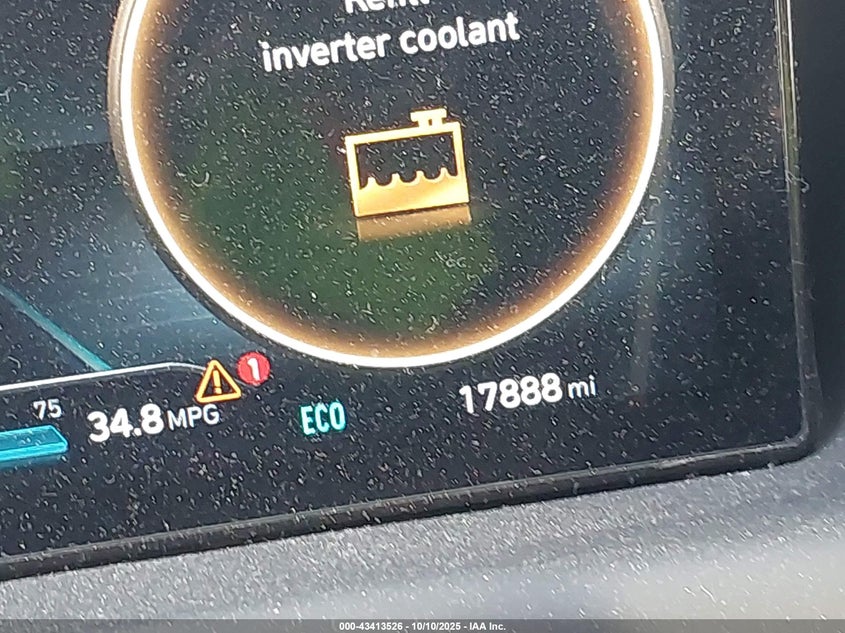 inverter coolant
1
75
34.8 MPG
ECO
17888 mi
000-43413526 - 10/10/2025 - IAA Inc.